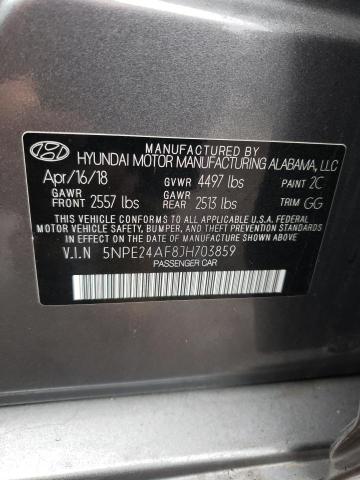 MANUFACTURED BY
HYUNDAI MOTOR MANUFACTURING ALABAMA, LLC
Apr/16/18 GVWR 4497 lbs PAINT 2C
GAWR GAWR
FRONT 2557 lbs REAR 2513 lbs TRIM GG
THIS VEHICLE CONFORMS TO ALL APPLICABLE U.S.A. FEDERAL
MOTOR VEHICLE SAFETY, BUMPER, AND THEFT PREVENTION
STANDARDS IN EFFECT ON THE DATE OF MANUFACTURE SHOWN ABOVE.
V.I.N 5NPE24AF8JH703859
PASSENGER CAR